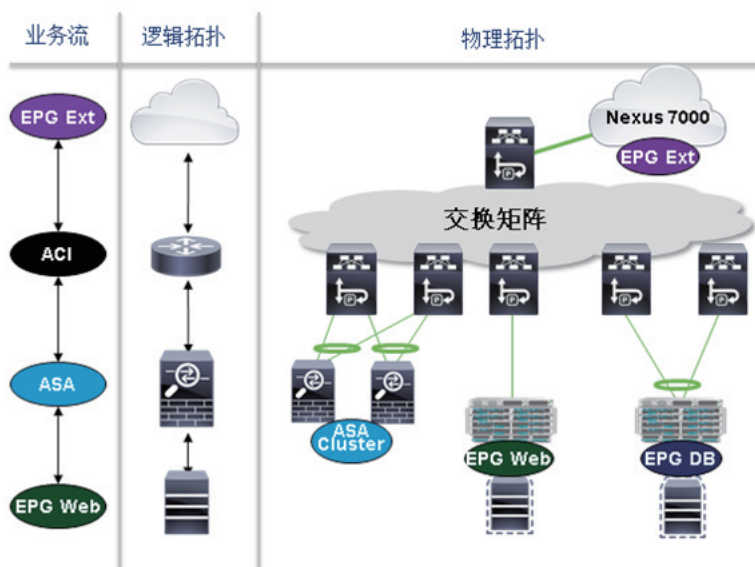 业务流
逻辑拓扑
物理拓扑
EPG Ext
Nexus 7000
EPG Ext
交换矩阵
ACI
P
P
P
P
P
P
ASA
ASA
Cluster
EPG Web
EPG DB
EPG Web